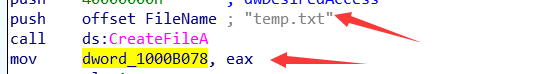 push offset FileName ; "temp.txt"
call ds:CreateFileA
mov dword_1000B078, eax